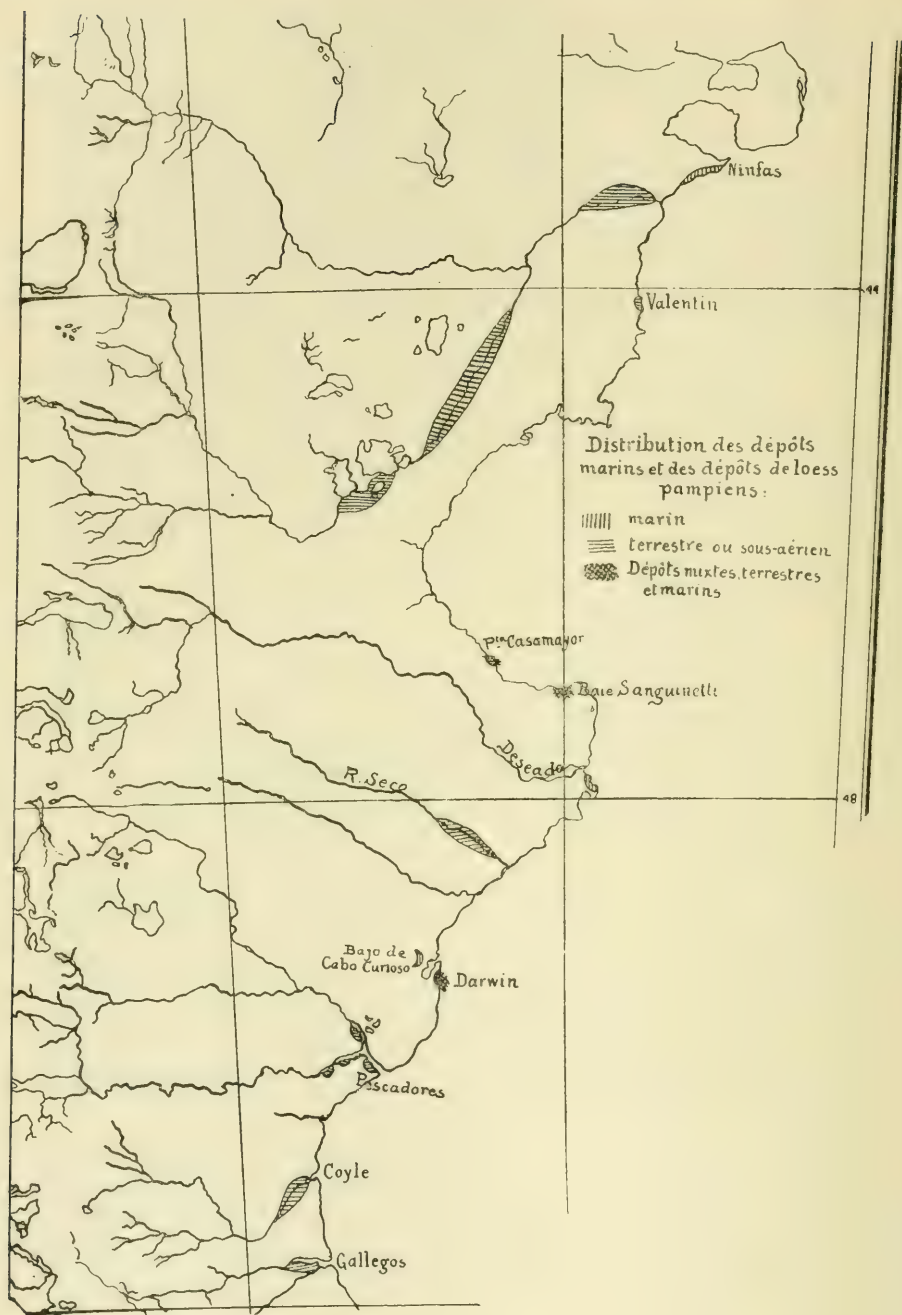 Ninfas
44
Valentin
Distribution des dépôts
marins et des dépôts de loess
pampiens:
marin
terrestre ou sous-aérien
Dépôts mixtes, terrestres
et marins
Pta Casamayor
Baie Sanguinetti
Deseado
R. Seco
48
Bajo de
Cabo Curioso
Darwin
Pescadores
Coyle
Gallegos